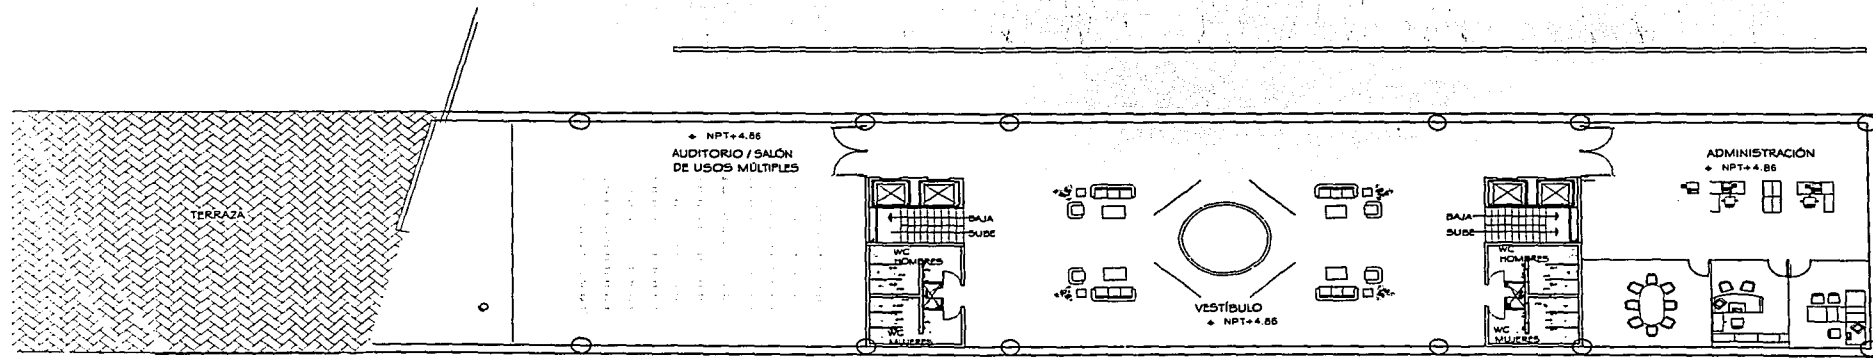 TERRAZA
NPT+4.86
AUDITORIO / SALÓN
DE USOS MÚLTIPLES
BAJA
SUBE
WC
HOMBRES
WC
MUJERES
VESTÍBULO
NPT+4.86
BAJA
SUBE
WC
HOMBRES
WC
MUJERES
ADMINISTRACIÓN
NPT+4.86